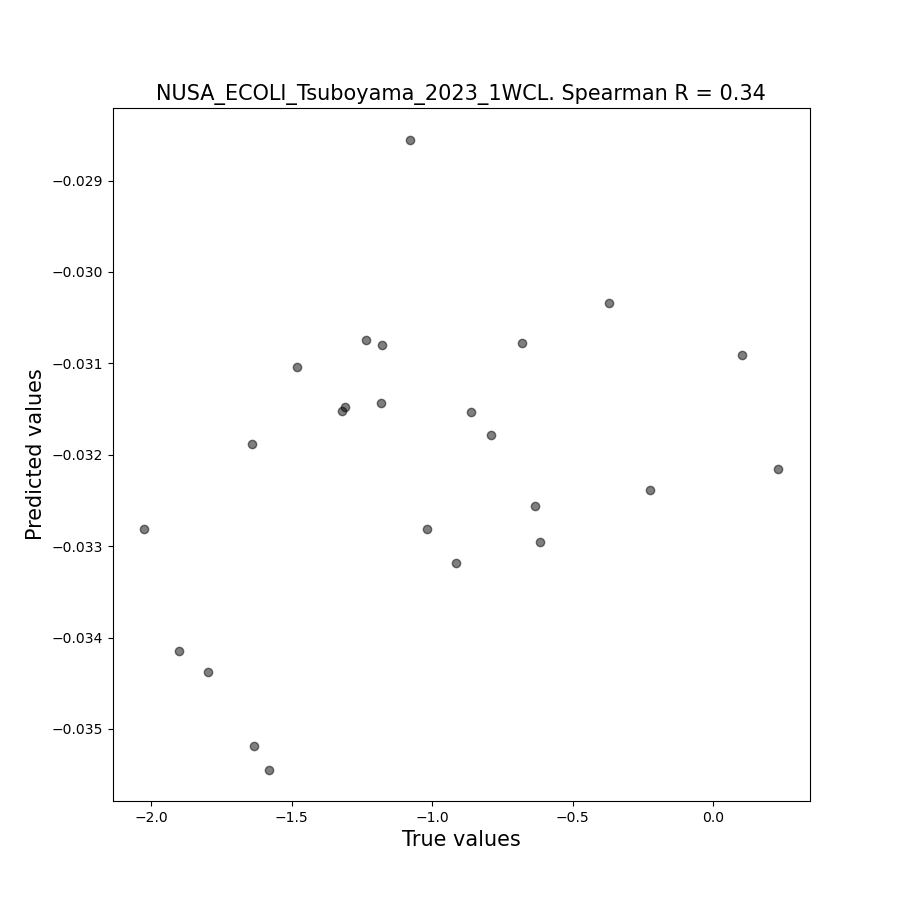 NUSA_ECOLI_Tsuboyama_2023_1WCL. Spearman R = 0.34
−0.029
−0.030
−0.031
−0.032
−0.033
−0.034
−0.035
Predicted values
−2.0 −1.5 −1.0 −0.5 0.0
True values